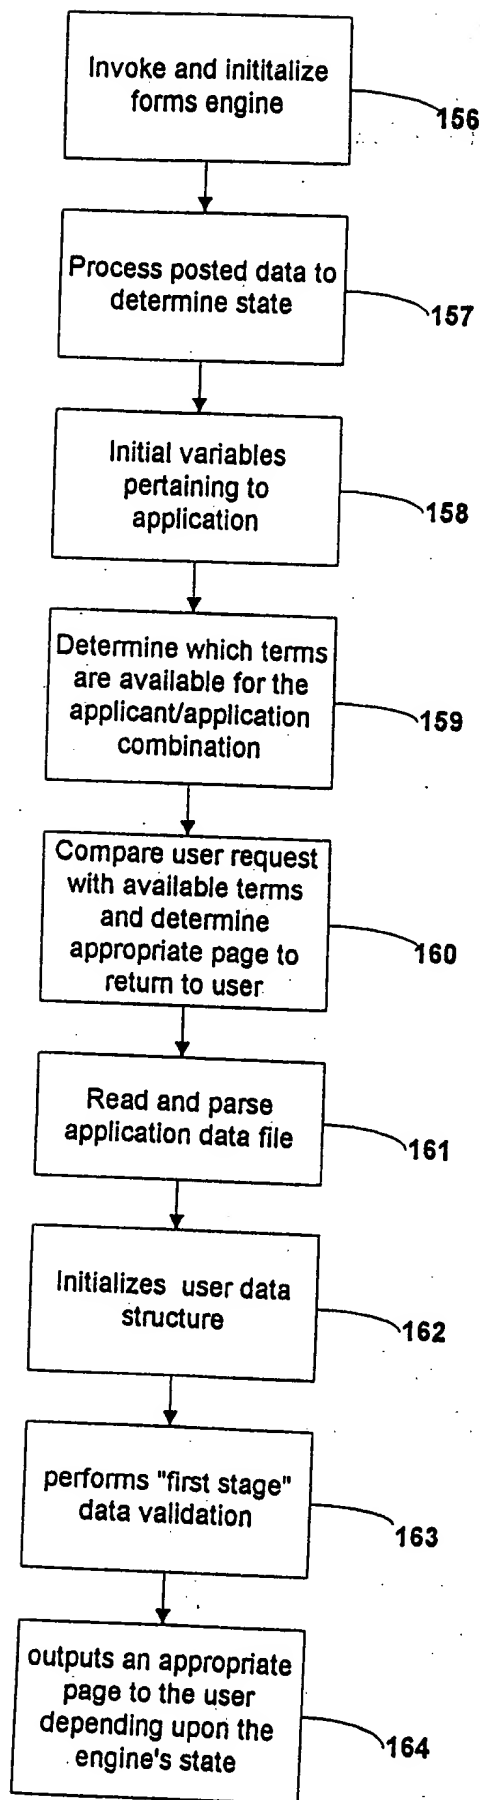 Invoke and inititalize
forms engine
156
Process posted data to
determine state
157
Initial variables
pertaining to
application
158
Determine which terms
are available for the
applicant/application
combination
159
Compare user request
with available terms
and determine
appropriate page to
return to user
160
Read and parse
application data file
161
Initializes user data
structure
162
performs "first stage"
data validation
163
outputs an appropriate
page to the user
depending upon the
engine's state
164